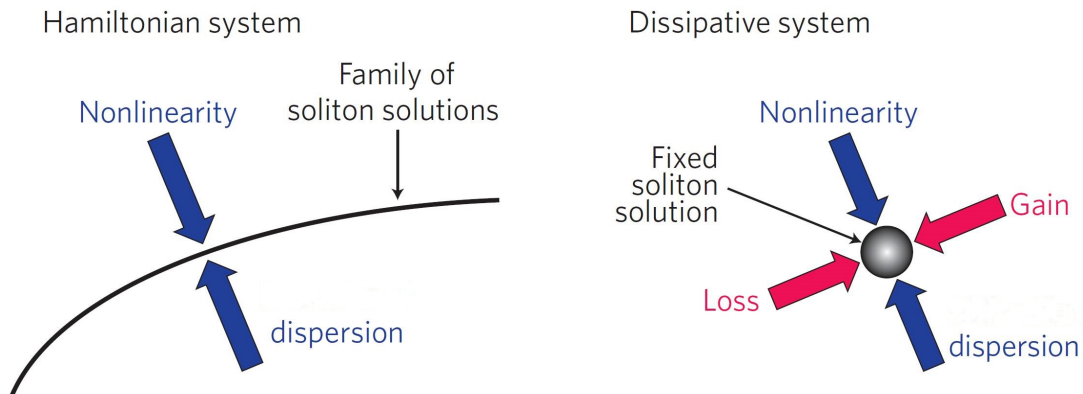 Hamiltonian system
Family of
soliton solutions
Nonlinearity
dispersion
Dissipative system
Nonlinearity
Fixed
soliton
solution
Gain
Loss
dispersion